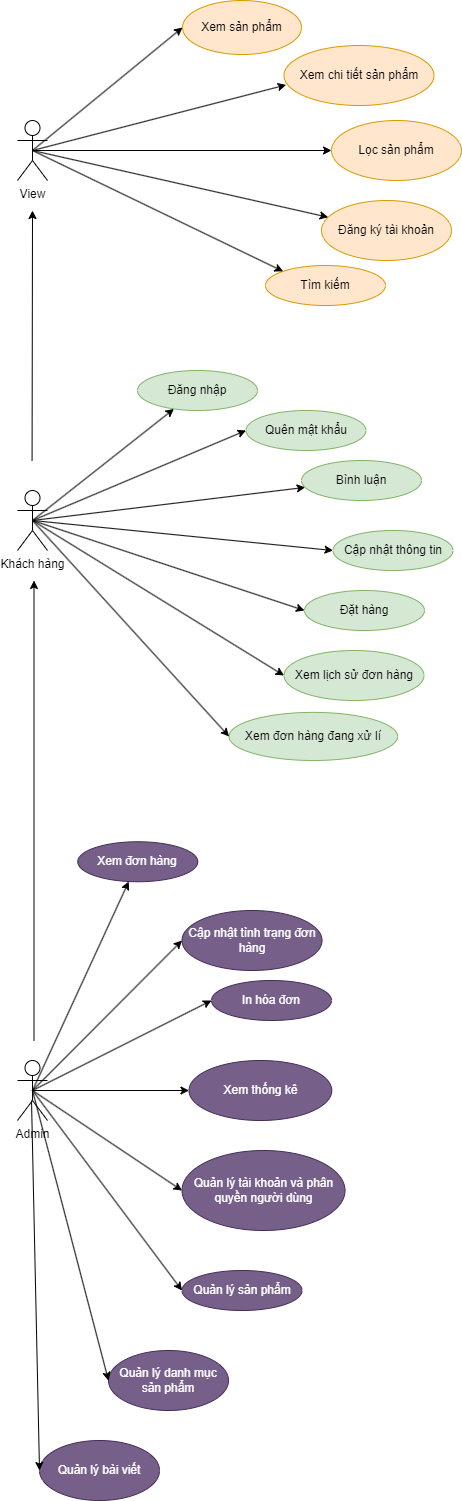 Xem sản phẩm
Xem chi tiết sản phẩm
Lọc sản phẩm
View
Đăng ký tài khoản
Tìm kiếm
Đăng nhập
Quên mật khẩu
Bình luận
Cập nhật thông tin
Khách hàng
Đặt hàng
Xem lịch sử đơn hàng
Xem đơn hàng đang xử lí
Xem đơn hàng
Cập nhật tình trạng đơn
hàng
In hóa đơn
Xem thống kê
Admin
Quản lý tài khoản và phân
quyền người dùng
Quản lý sản phẩm
Quản lý danh mục
sản phẩm
Quản lý bài viết